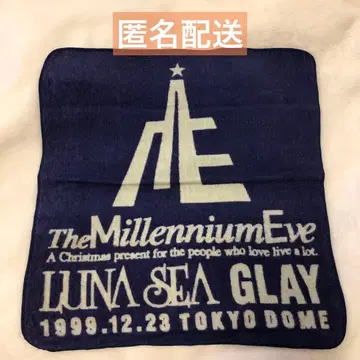 匿名配送
ME
The Millennium Eve
A Christmas present for the people who love live a lot.
LUNA SEA GLAY
1999.12.23 TOKYO DOME